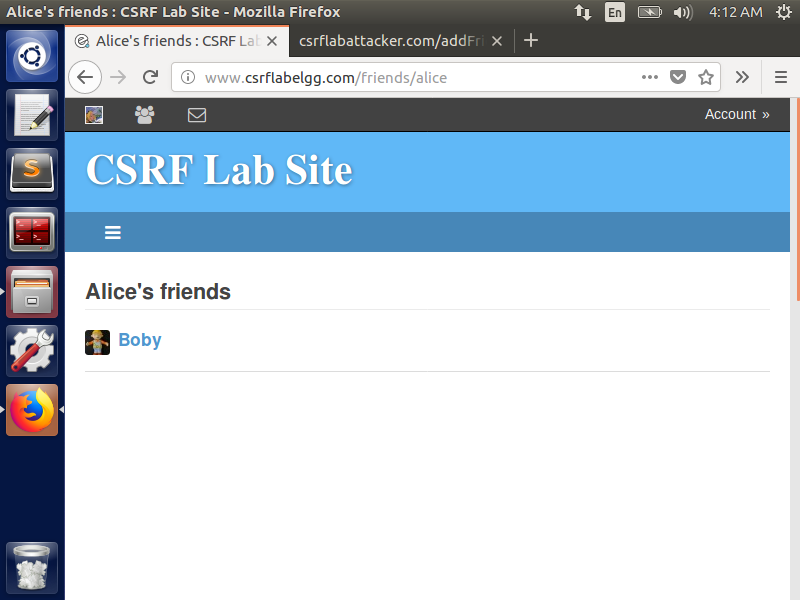 Alice's friends : CSRF Lab Site - Mozilla Firefox
En
4:12 AM
Alice's friends : CSRF Lab
csrflabattacker.com/addFri
www.csrflabelgg.com/friends/alice
Account »
CSRF Lab Site
Alice's friends
Boby